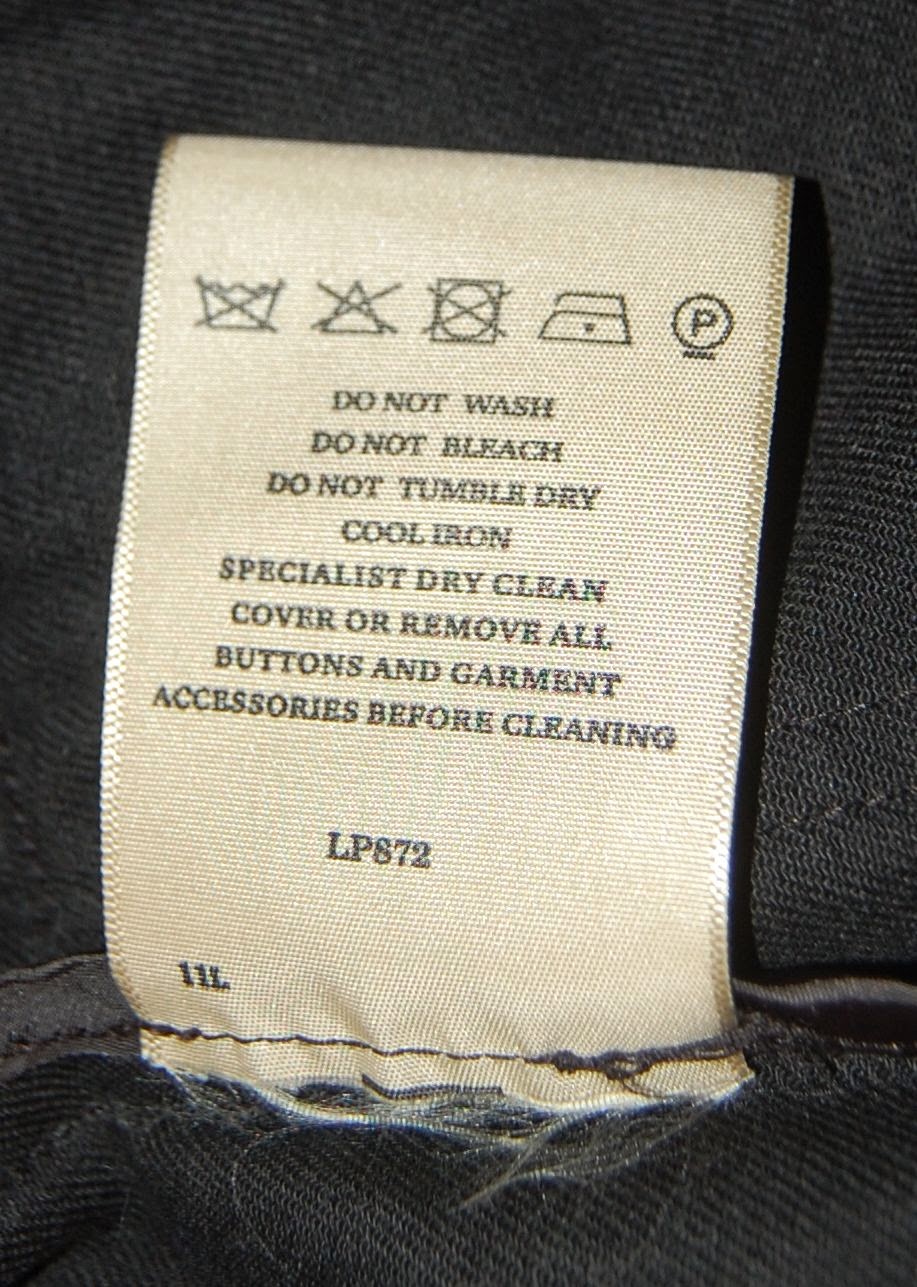 P
DO NOT WASH
DO NOT BLEACH
DO NOT TUMBLE DRY
COOL IRON
SPECIALIST DRY CLEAN
COVER OR REMOVE ALL
BUTTONS AND GARMENT
ACCESSORIES BEFORE CLEANING
LP872
11L